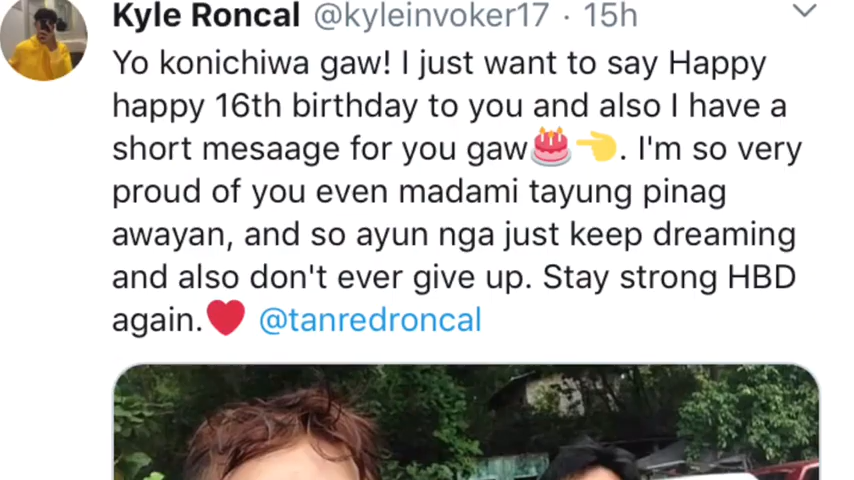 Kyle Roncal @kyleinvoker17 · 15h
Yo konichiwa gaw! I just want to say Happy
happy 16th birthday to you and also I have a
short mesaage for you gaw🎂👈. I'm so very
proud of you even madami tayung pinag
awayan, and so ayun nga just keep dreaming
and also don't ever give up. Stay strong HBD
again.❤️ @tanredroncal